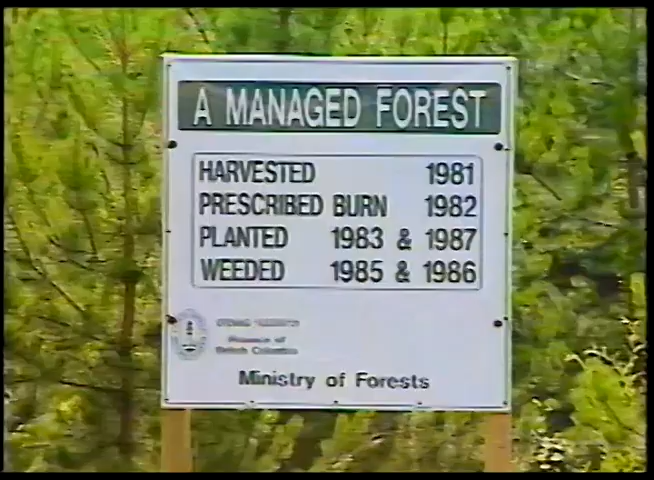 A MANAGED FOREST
HARVESTED 1981
PRESCRIBED BURN 1982
PLANTED 1983 & 1987
WEEDED 1985 & 1986
Province of
British Columbia
Ministry of Forests